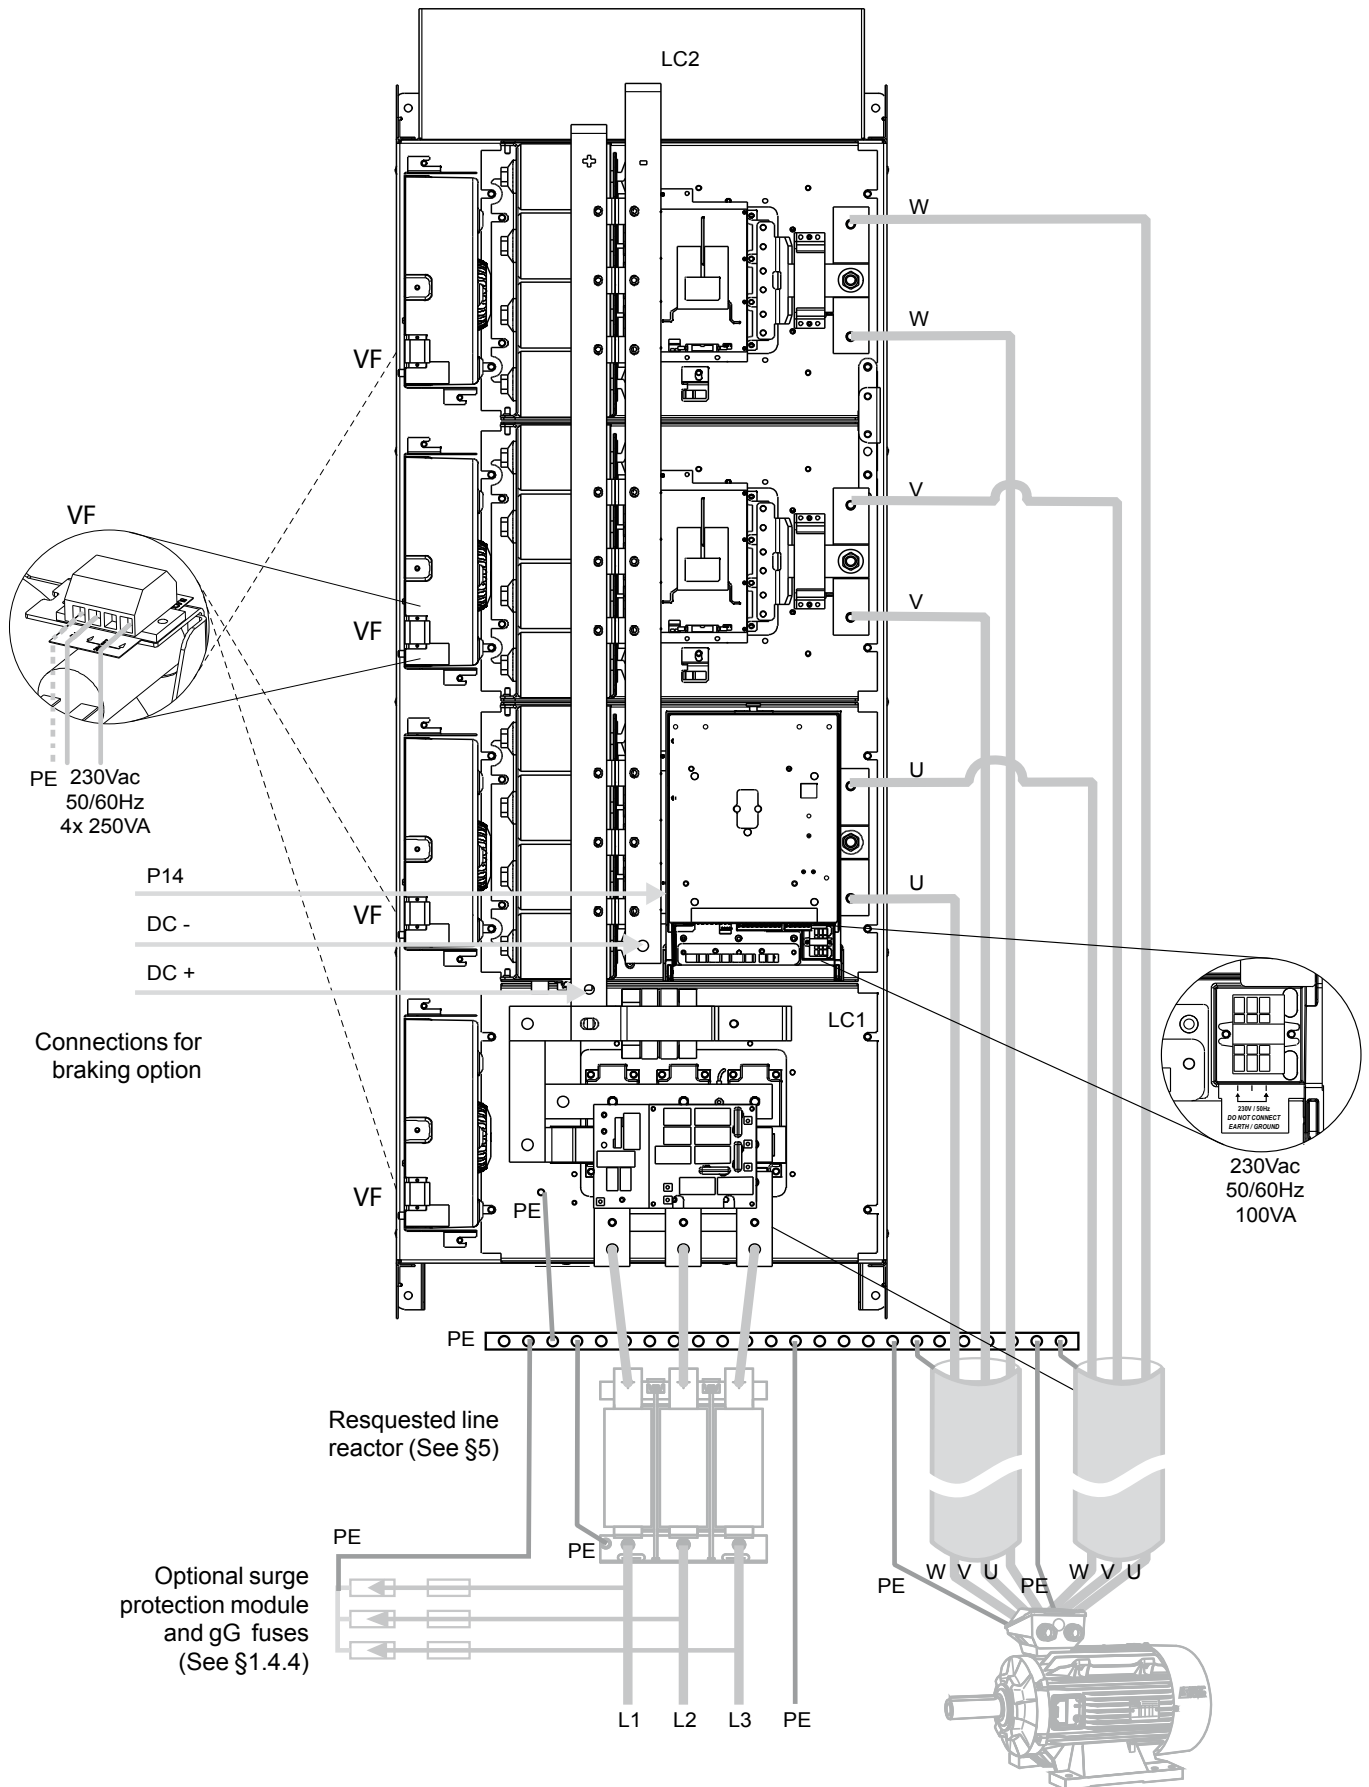 LC2
+
-
W
W
VF
V
VF
V
VF
PE
230Vac
50/60Hz
4x 250VA
U
P14
U
VF
DC -
DC +
LC1
Connections for
braking option
230V / 50Hz
DO NOT CONNECT
EARTH / GROUND
230Vac
50/60Hz
100VA
VF
PE
PE
Resquested line
reactor (See §5)
PE
PE
Optional surge
protection module
and gG fuses
(See §1.4.4)
PE
W V U
PE
W V U
L1
L2
L3
PE